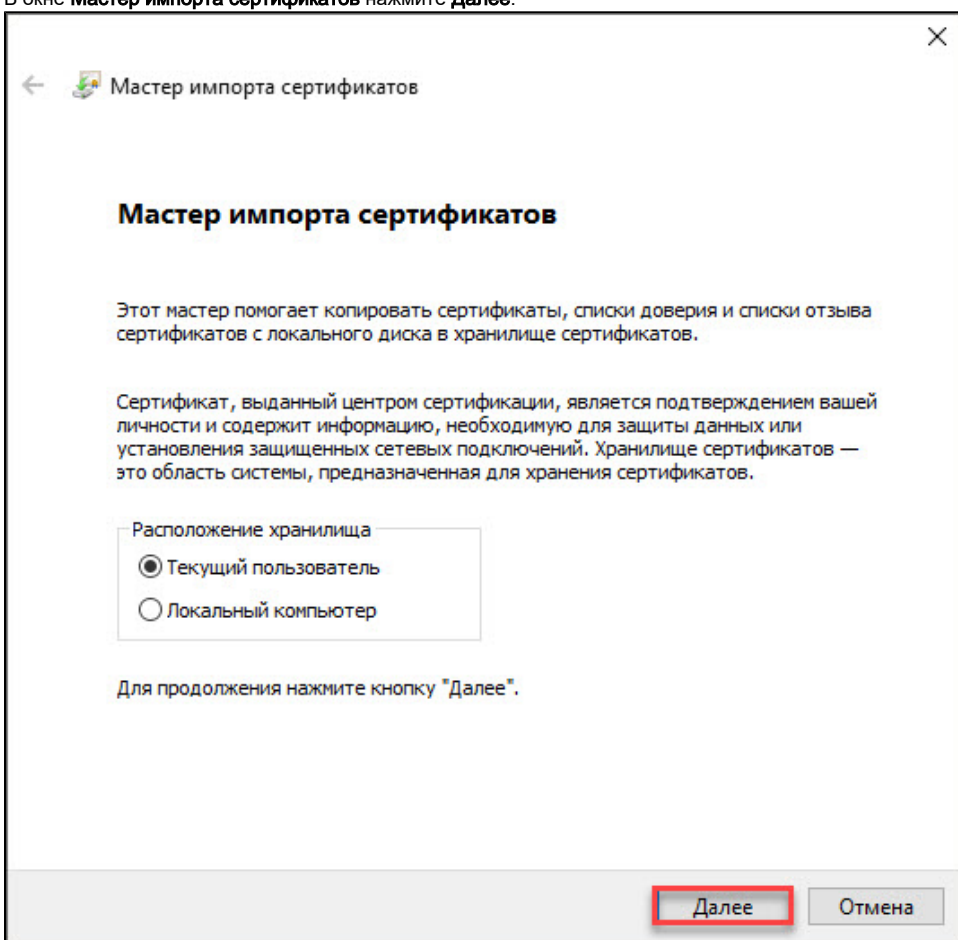 В окне Мастер импорта сертификатов нажмите Далее.
Мастер импорта сертификатов
Мастер импорта сертификатов
Этот мастер помогает копировать сертификаты, списки доверия и списки отзыва
сертификатов с локального диска в хранилище сертификатов.
Сертификат, выданный центром сертификации, является подтверждением вашей
личности и содержит информацию, необходимую для защиты данных или
установления защищенных сетевых подключений. Хранилище сертификатов —
это область системы, предназначенная для хранения сертификатов.
Расположение хранилища
Текущий пользователь
Локальный компьютер
Для продолжения нажмите кнопку "Далее".
Далее
Отмена